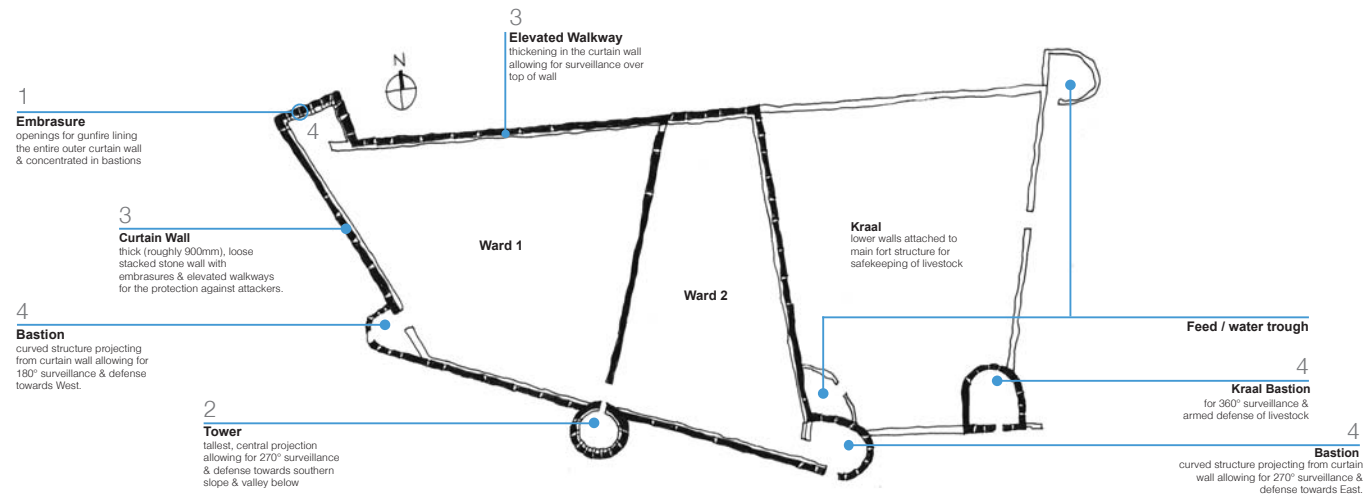 3
Elevated Walkway
thickening in the curtain wall
allowing for surveillance over
top of wall
N
1
Embrasure
openings for gunfire lining
the entire outer curtain wall
& concentrated in bastions
4
3
Curtain Wall
thick (roughly 900mm), loose
stacked stone wall with
embrasures & elevated walkways
for the protection against attackers.
Ward 1
Ward 2
Kraal
lower walls attached to
main fort structure for
safekeeping of livestock
4
Bastion
curved structure projecting
from curtain wall allowing for
180º surveillance & defense
towards West.
Feed / water trough
4
Kraal Bastion
for 360º surveillance &
armed defense of livestock
2
Tower
tallest, central projection
allowing for 270º surveillance
& defense towards southern
slope & valley below
4
Bastion
curved structure projecting from curtain
wall allowing for 270º surveillance &
defense towards East.